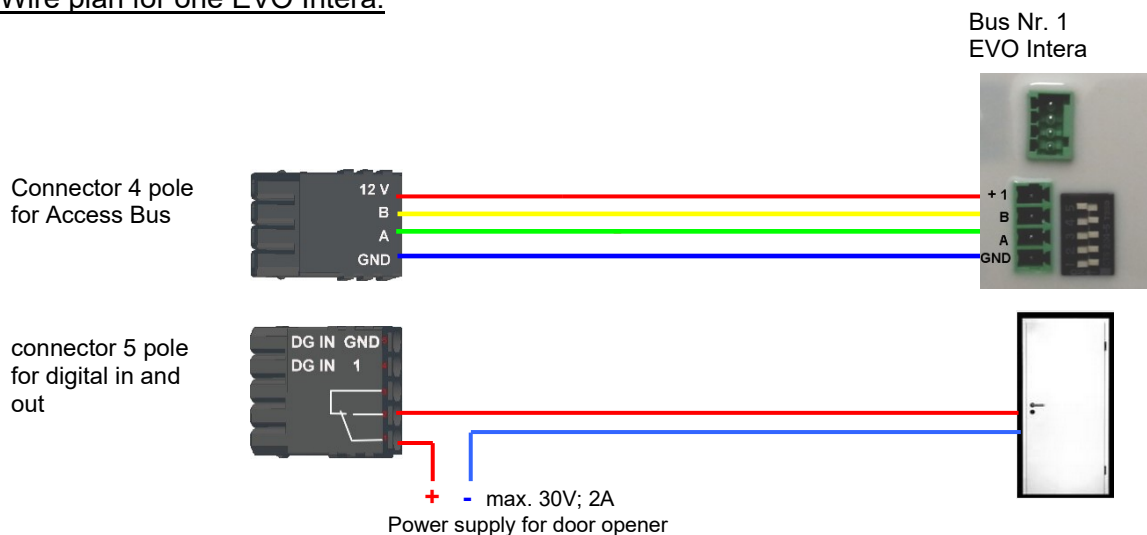 Wire plan for one EVO Intera:
Bus Nr. 1
EVO Intera
Connector 4 pole
for Access Bus
12 V
B
A
GND
+ 1
B
A
GND
connector 5 pole
for digital in and
out
DG IN GND
DG IN 1
+ - max. 30V; 2A
Power supply for door opener